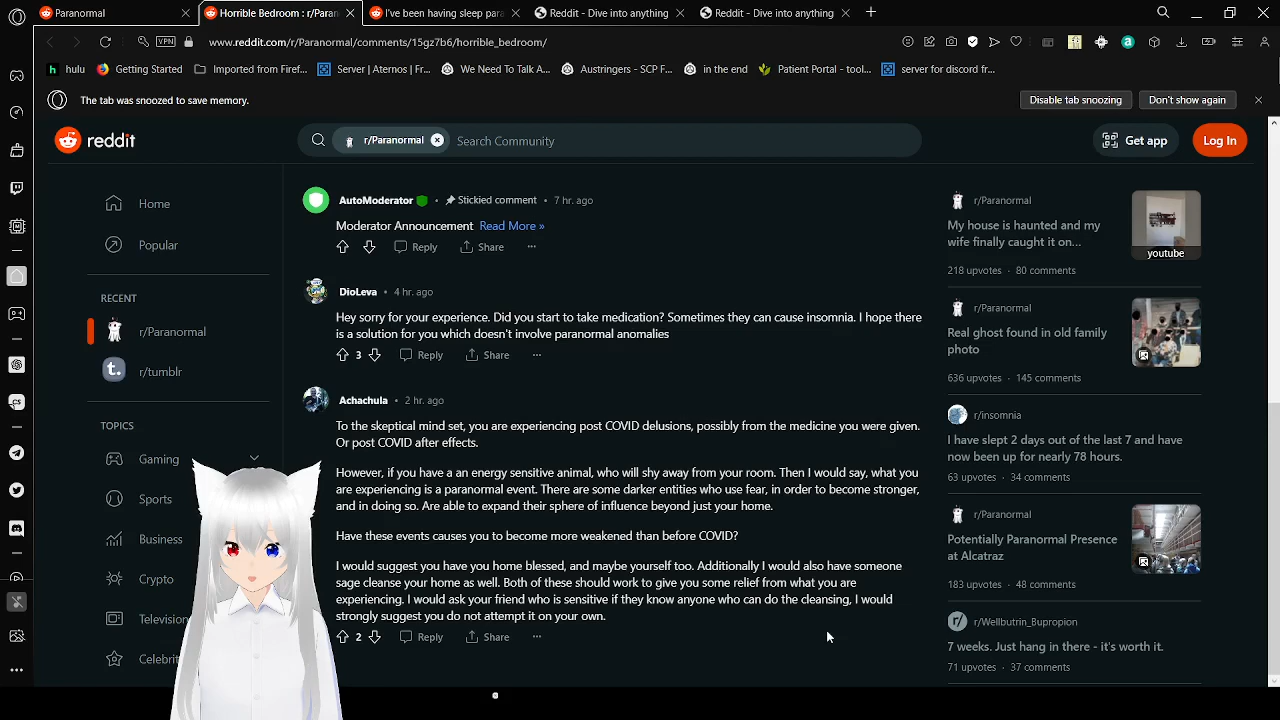 Paranormal
Horrible Bedroom : r/Paran
I've been having sleep para
Reddit - Dive into anything
Reddit - Dive into anything
VPN
www.reddit.com/r/Paranormal/comments/15gz7b6/horrible_bedroom/
hulu
Getting Started
Imported from Firef...
Server | Aternos | Fr...
We Need To Talk A...
Austringers - SCP F...
in the end
Patient Portal - tool...
server for discord fr...
The tab was snoozed to save memory.
Disable tab snoozing
Don't show again
reddit
r/Paranormal
Search Community
Get app
Log In
Home
Popular
RECENT
r/Paranormal
r/tumblr
TOPICS
Gaming
Sports
Business
Crypto
Television
Celebrit
AutoModerator • Stickied comment • 7 hr. ago
Moderator Announcement Read More »
Reply Share ...
DioLeva • 4 hr. ago
Hey sorry for your experience. Did you start to take medication? Sometimes they can cause insomnia. I hope there
is a solution for you which doesn't involve paranormal anomalies
3 Reply Share ...
Achachula • 2 hr. ago
To the skeptical mind set, you are experiencing post COVID delusions, possibly from the medicine you were given.
Or post COVID after effects.
However, if you have a an energy sensitive animal, who will shy away from your room. Then I would say, what you
are experiencing is a paranormal event. There are some darker entities who use fear, in order to become stronger,
and in doing so. Are able to expand their sphere of influence beyond just your home.
Have these events causes you to become more weakened than before COVID?
I would suggest you have you home blessed, and maybe yourself too. Additionally I would also have someone
sage cleanse your home as well. Both of these should work to give you some relief from what you are
experiencing. I would ask your friend who is sensitive if they know anyone who can do the cleansing, I would
strongly suggest you do not attempt it on your own.
2 Reply Share ...
r/Paranormal
My house is haunted and my
wife finally caught it on...
youtube
218 upvotes · 80 comments
r/Paranormal
Real ghost found in old family
photo
636 upvotes · 145 comments
r/insomnia
I have slept 2 days out of the last 7 and have
now been up for nearly 78 hours.
63 upvotes · 34 comments
r/Paranormal
Potentially Paranormal Presence
at Alcatraz
183 upvotes · 48 comments
r/ r/Wellbutrin_Bupropion
7 weeks. Just hang in there - it's worth it.
71 upvotes · 37 comments